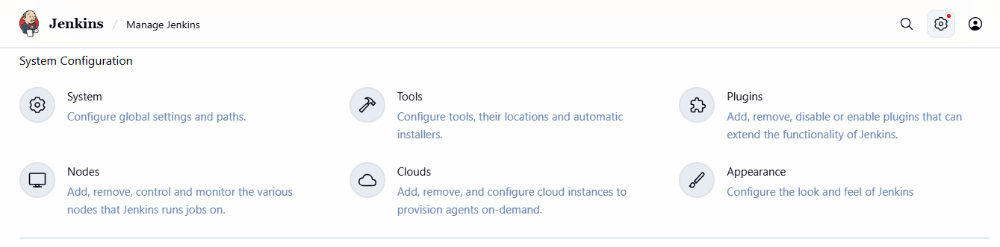 Jenkins / Manage Jenkins
System Configuration
System
Configure global settings and paths.
Tools
Configure tools, their locations and automatic
installers.
Plugins
Add, remove, disable or enable plugins that can
extend the functionality of Jenkins.
Nodes
Add, remove, control and monitor the various
nodes that Jenkins runs jobs on.
Clouds
Add, remove, and configure cloud instances to
provision agents on-demand.
Appearance
Configure the look and feel of Jenkins